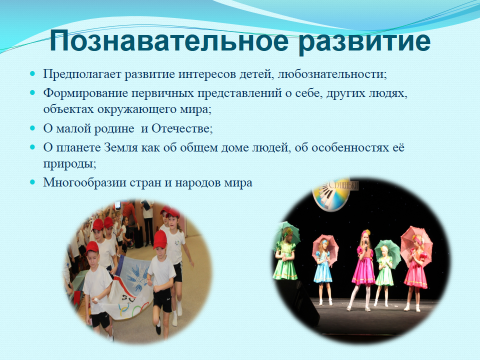 Познавательное развитие
Предполагает развитие интересов детей, любознательности;
Формирование первичных представлений о себе, других людях,
объектах окружающего мира;
О малой родине и Отечестве;
О планете Земля как об общем доме людей, об особенностях её
природы;
Многообразии стран и народов мира